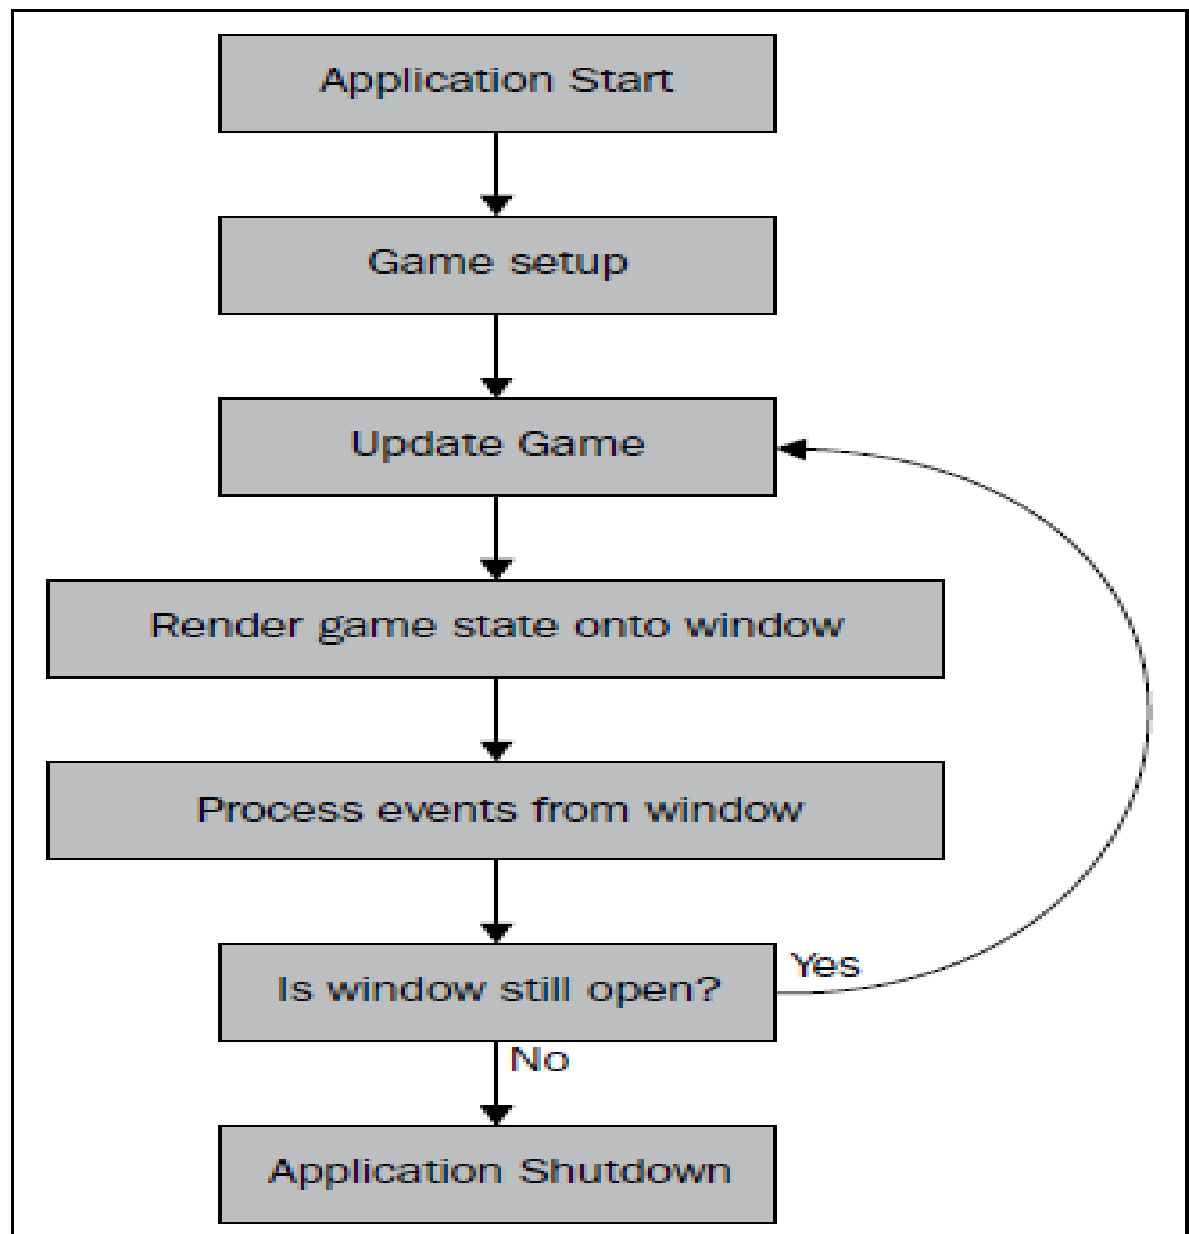 Application Start
Game setup
Update Game
Render game state onto window
Process events from window
Is window still open?
Yes
No
Application Shutdown